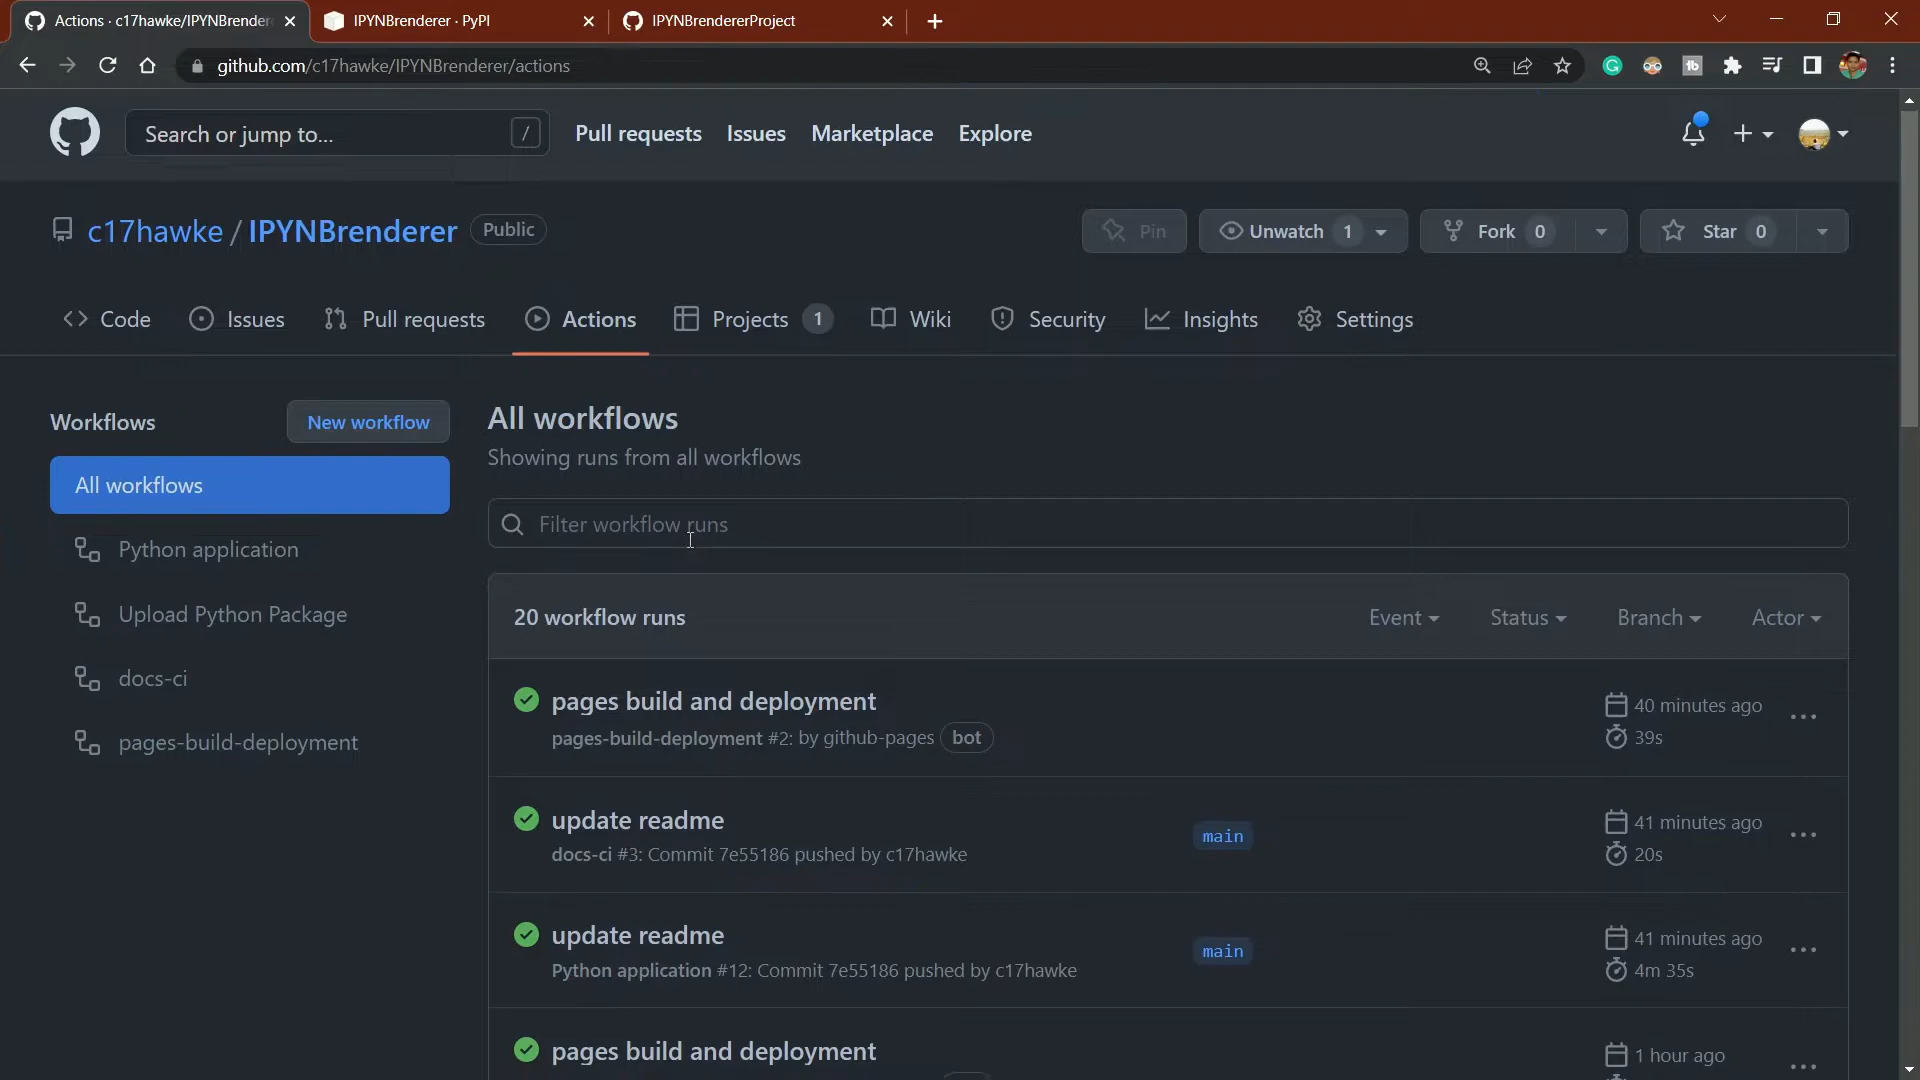 Actions · c17hawke/IPYNBrender
IPYNBrenderer · PyPI
IPYNBrendererProject
github.com/c17hawke/IPYNBrenderer/actions
Search or jump to...
/
Pull requests
Issues
Marketplace
Explore
c17hawke / IPYNBrenderer
Public
Pin
Unwatch 1
Fork 0
Star 0
Code
Issues
Pull requests
Actions
Projects 1
Wiki
Security
Insights
Settings
Workflows
New workflow
All workflows
Python application
Upload Python Package
docs-ci
pages-build-deployment
All workflows
Showing runs from all workflows
Filter workflow runs
20 workflow runs
Event
Status
Branch
Actor
pages build and deployment
pages-build-deployment #2: by github-pages bot
40 minutes ago
39s
update readme
docs-ci #3: Commit 7e55186 pushed by c17hawke
main
41 minutes ago
20s
update readme
Python application #12: Commit 7e55186 pushed by c17hawke
main
41 minutes ago
4m 35s
pages build and deployment
1 hour ago